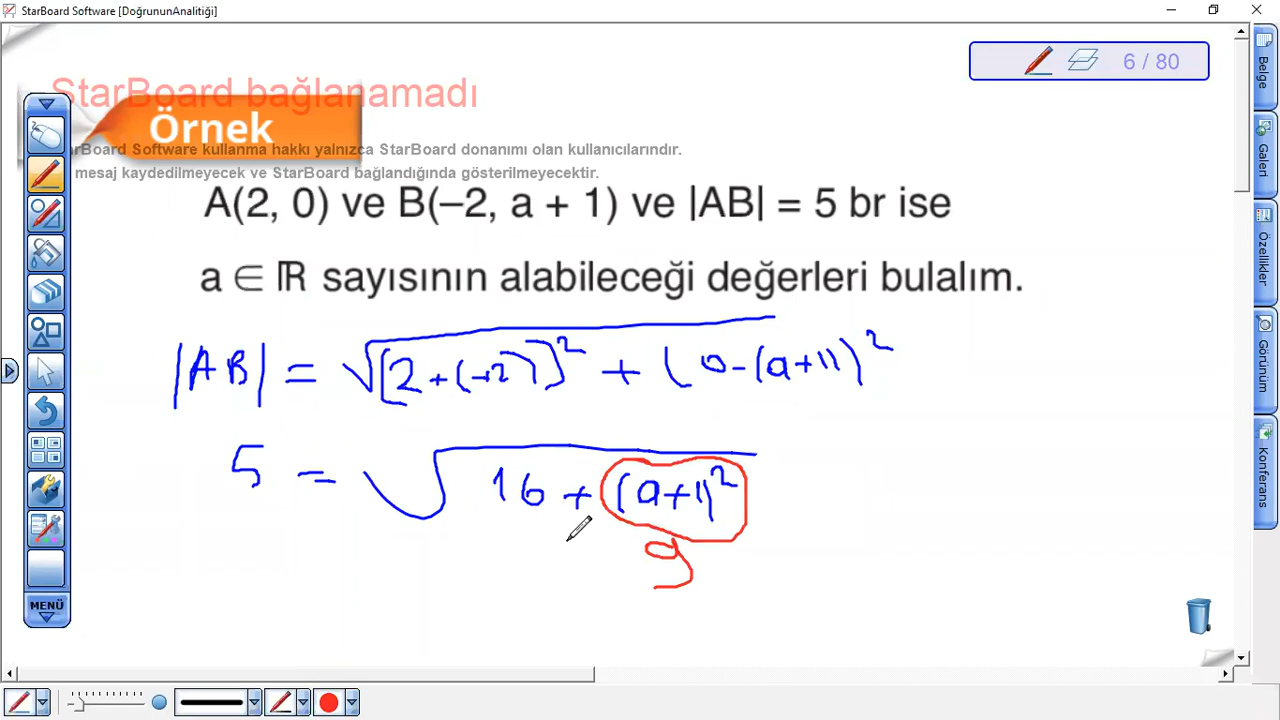 StarBoard Software [DoğrununAnalitiği]
6 / 80
StarBoard bağlanamadı
Örnek
Software kullanma hakkı yalnızca StarBoard donanımı olan kullanıcılarındır.
mesaj kaydedilmeyecek ve StarBoard bağlandığında gösterilmeyecektir.
A(2, 0) ve B(–2, a + 1) ve |AB| = 5 br ise
a ∈ ℝ sayısının alabileceği değerleri bulalım.
|AB| = √[2+(-+2)]² + (0-(a+1))²
5 = √16 + (a+1)²
9
MENÜ
Belge
Galeri
Özellikler
Görünüm
Konferans